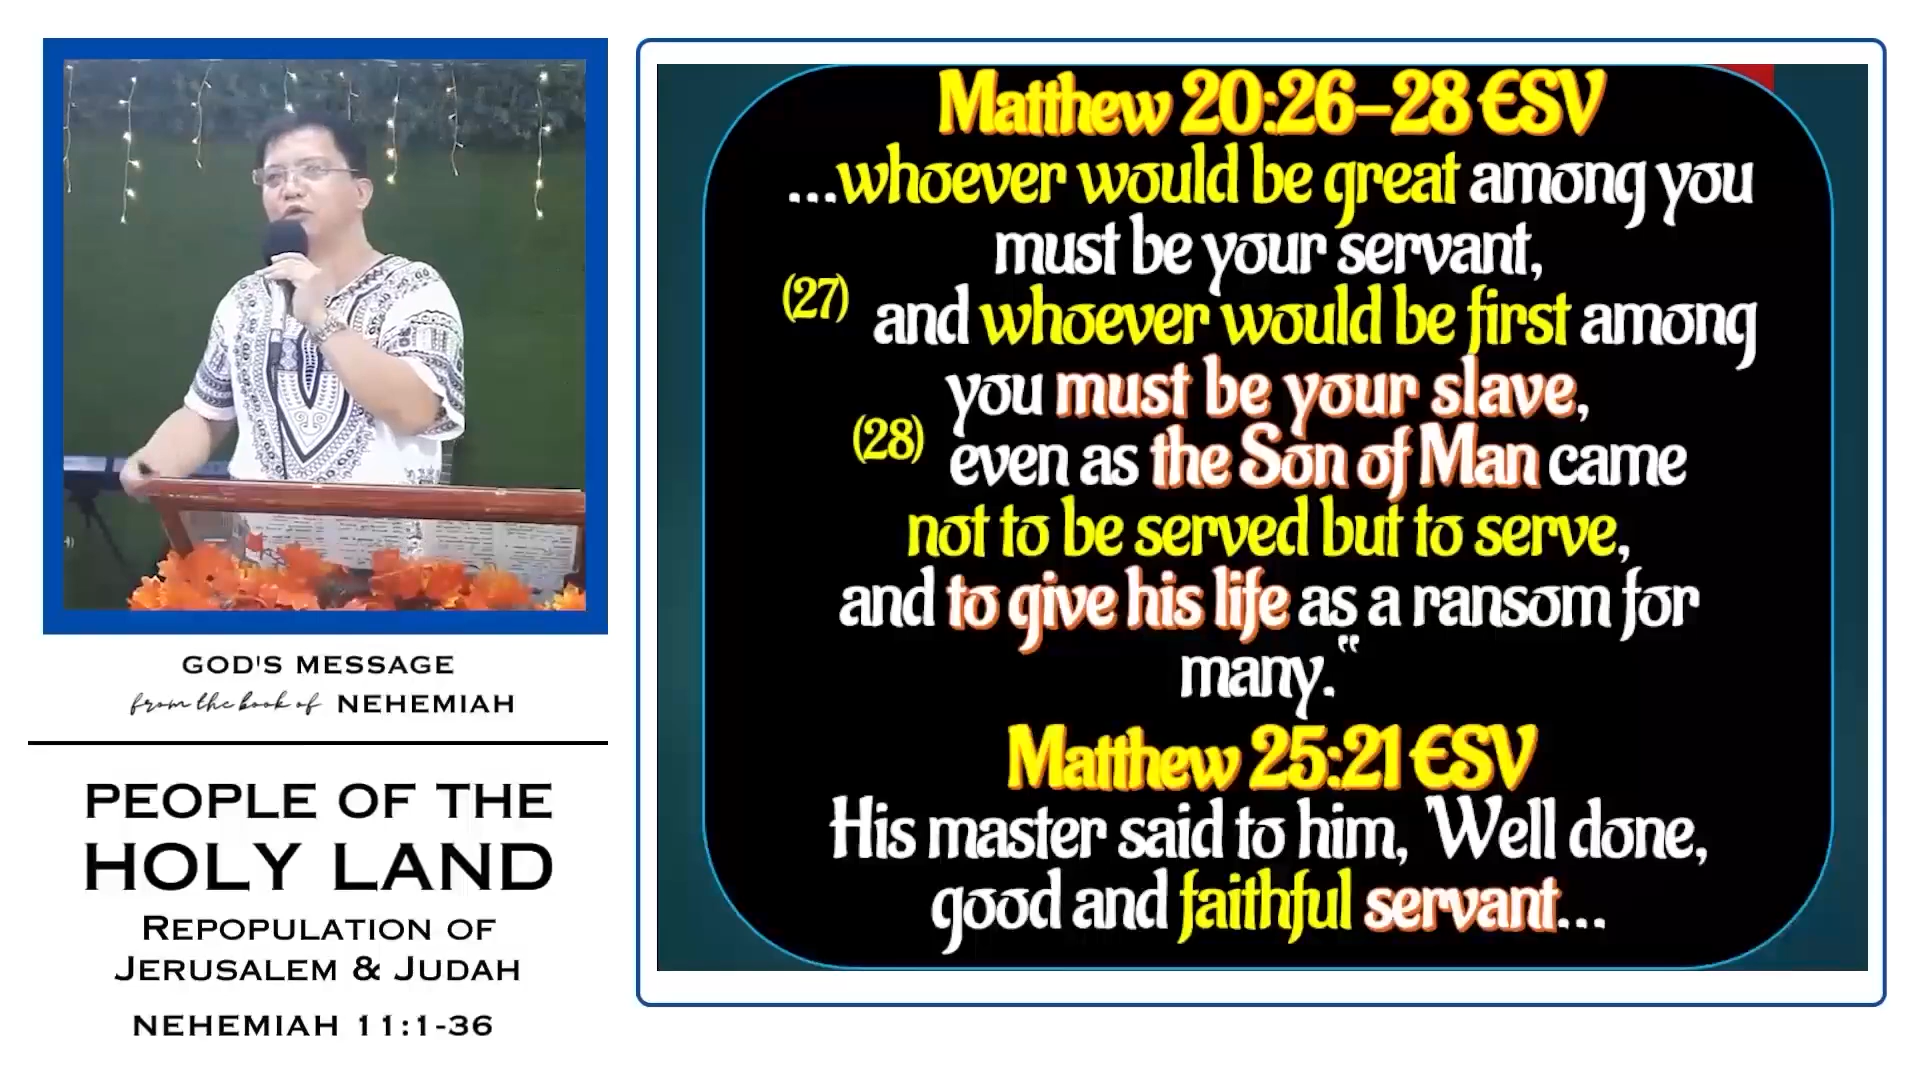 GOD'S MESSAGE
from the book of NEHEMIAH
PEOPLE OF THE
HOLY LAND
REPOPULATION OF
JERUSALEM & JUDAH
NEHEMIAH 11:1-36
Matthew 20:26–28 ESV
...whoever would be great among you
must be your servant,
(27) and whoever would be first among
you must be your slave,
(28) even as the Son of Man came
not to be served but to serve,
and to give his life as a ransom for
many."
Matthew 25:21 ESV
His master said to him, 'Well done,
good and faithful servant...